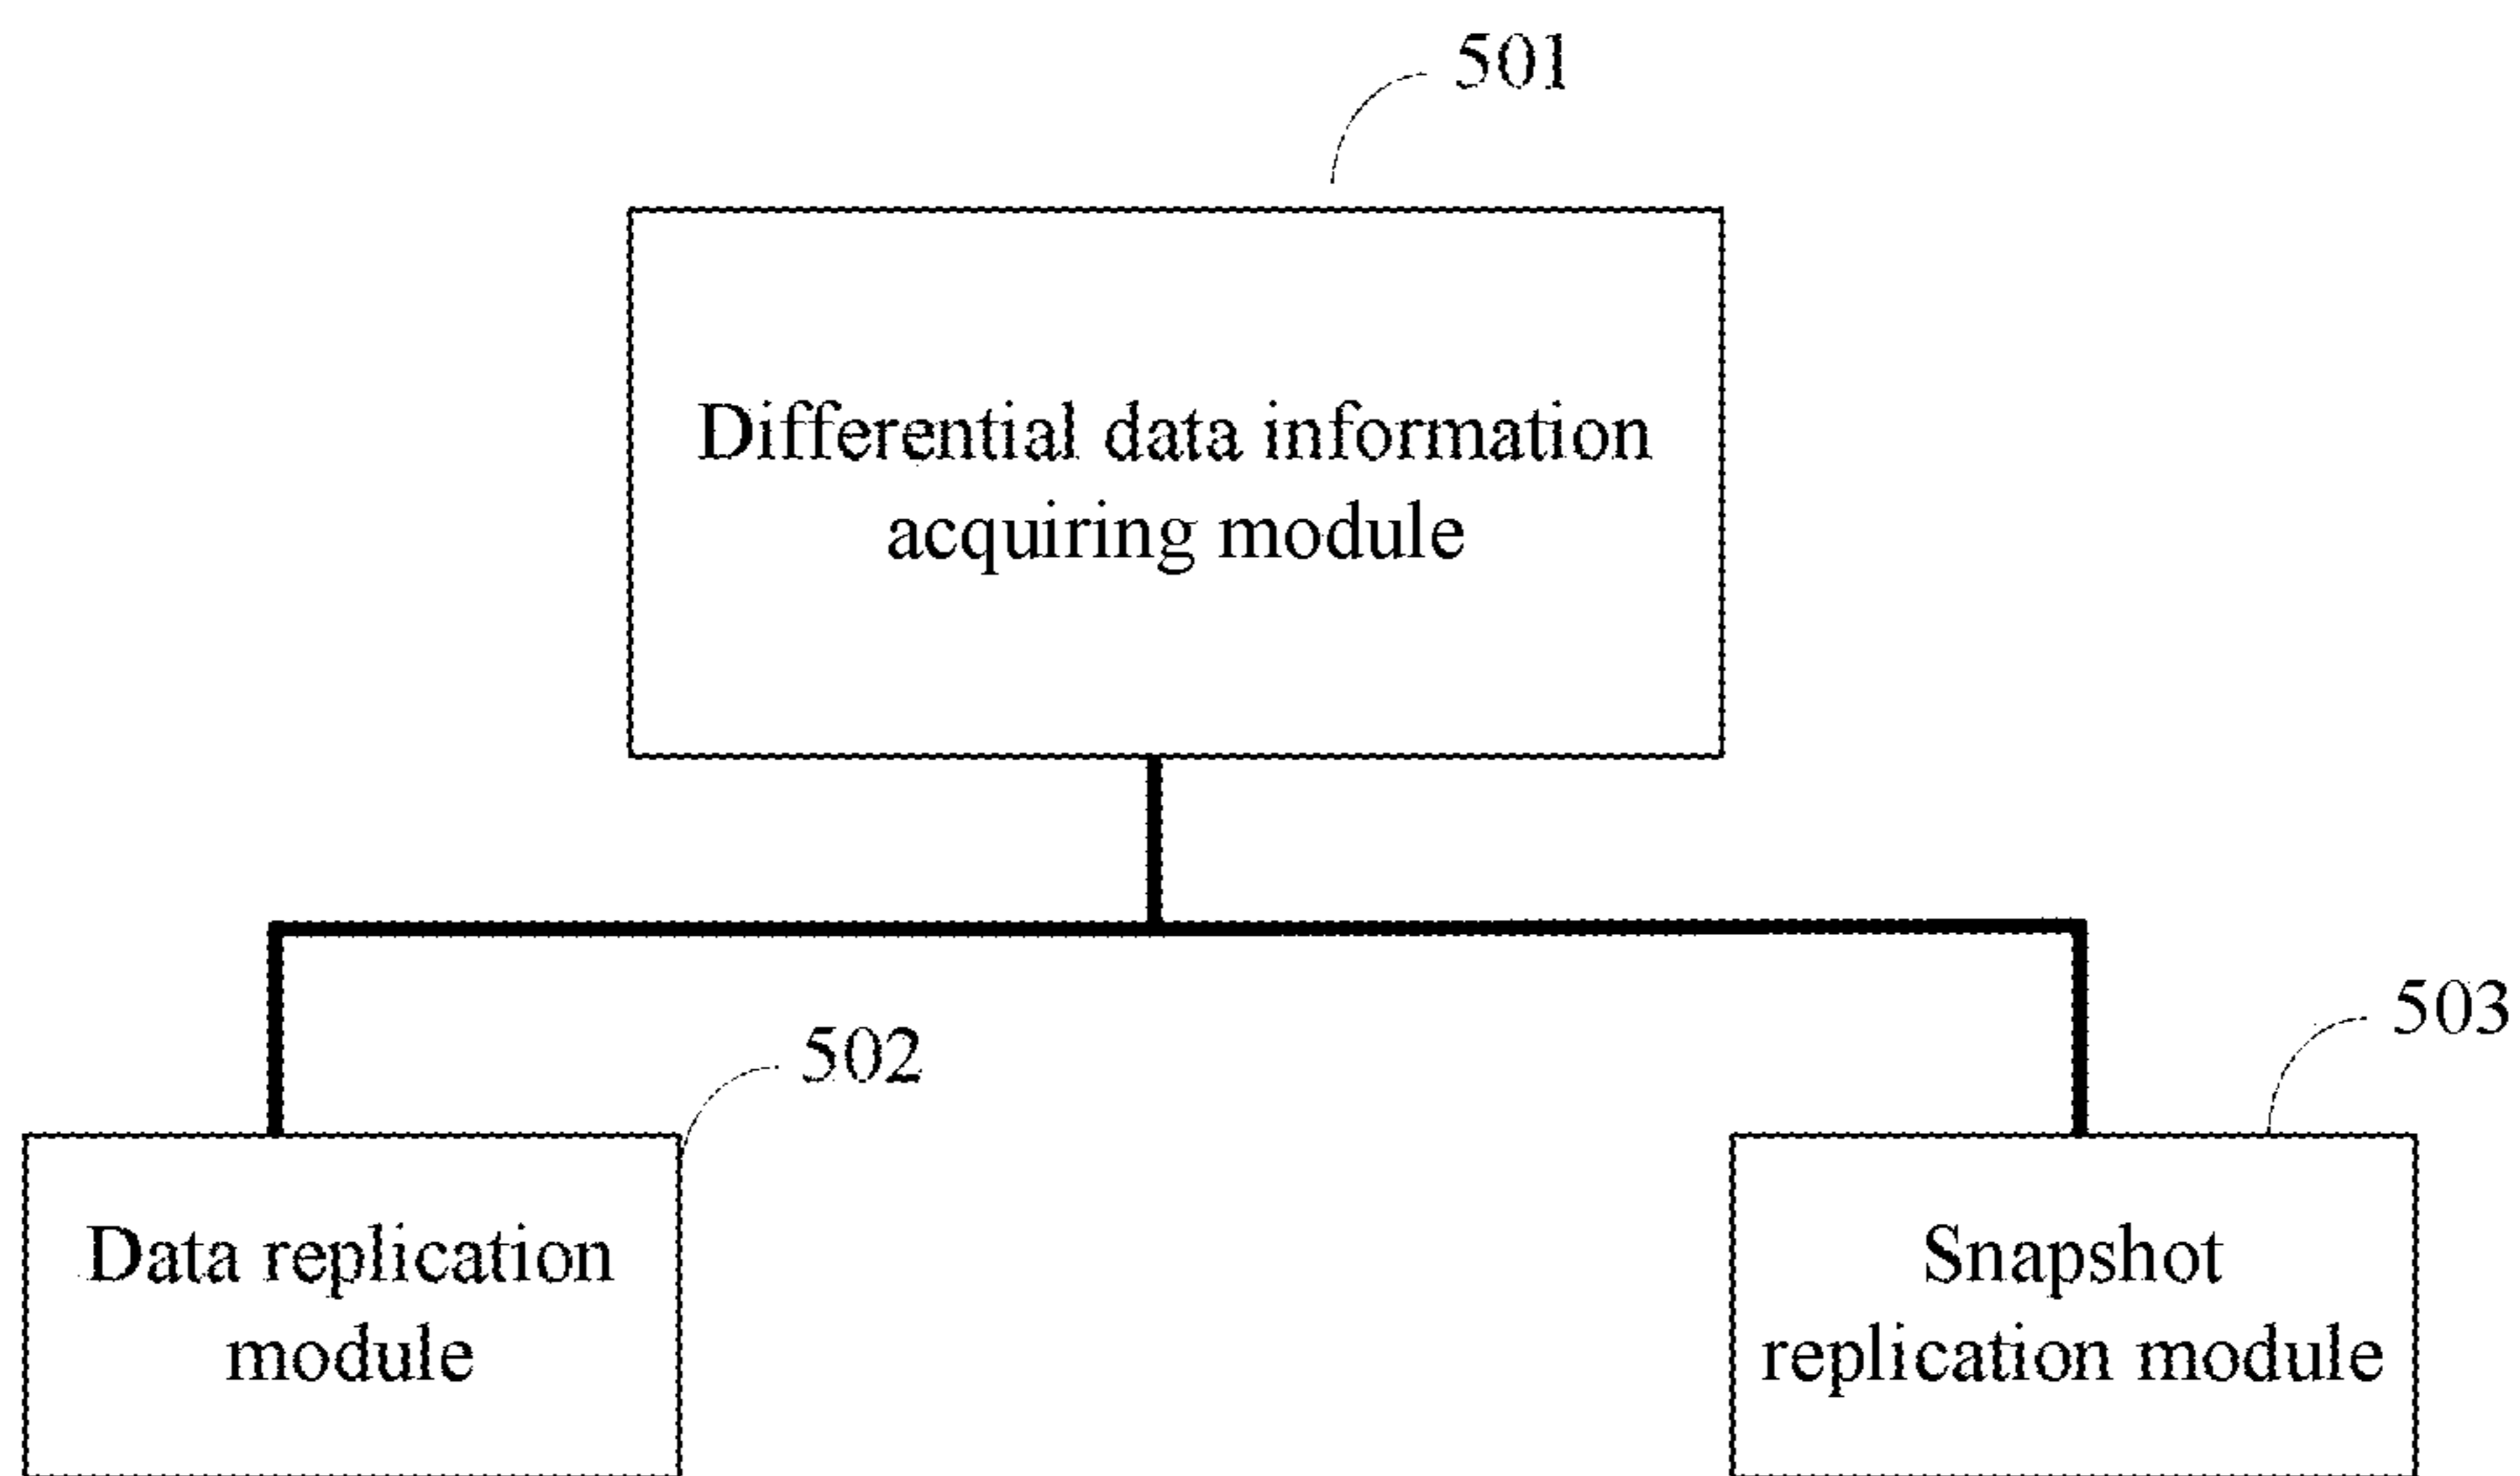 501
Differential data information
acquiring module
502
503
Data replication
module
Snapshot
replication module